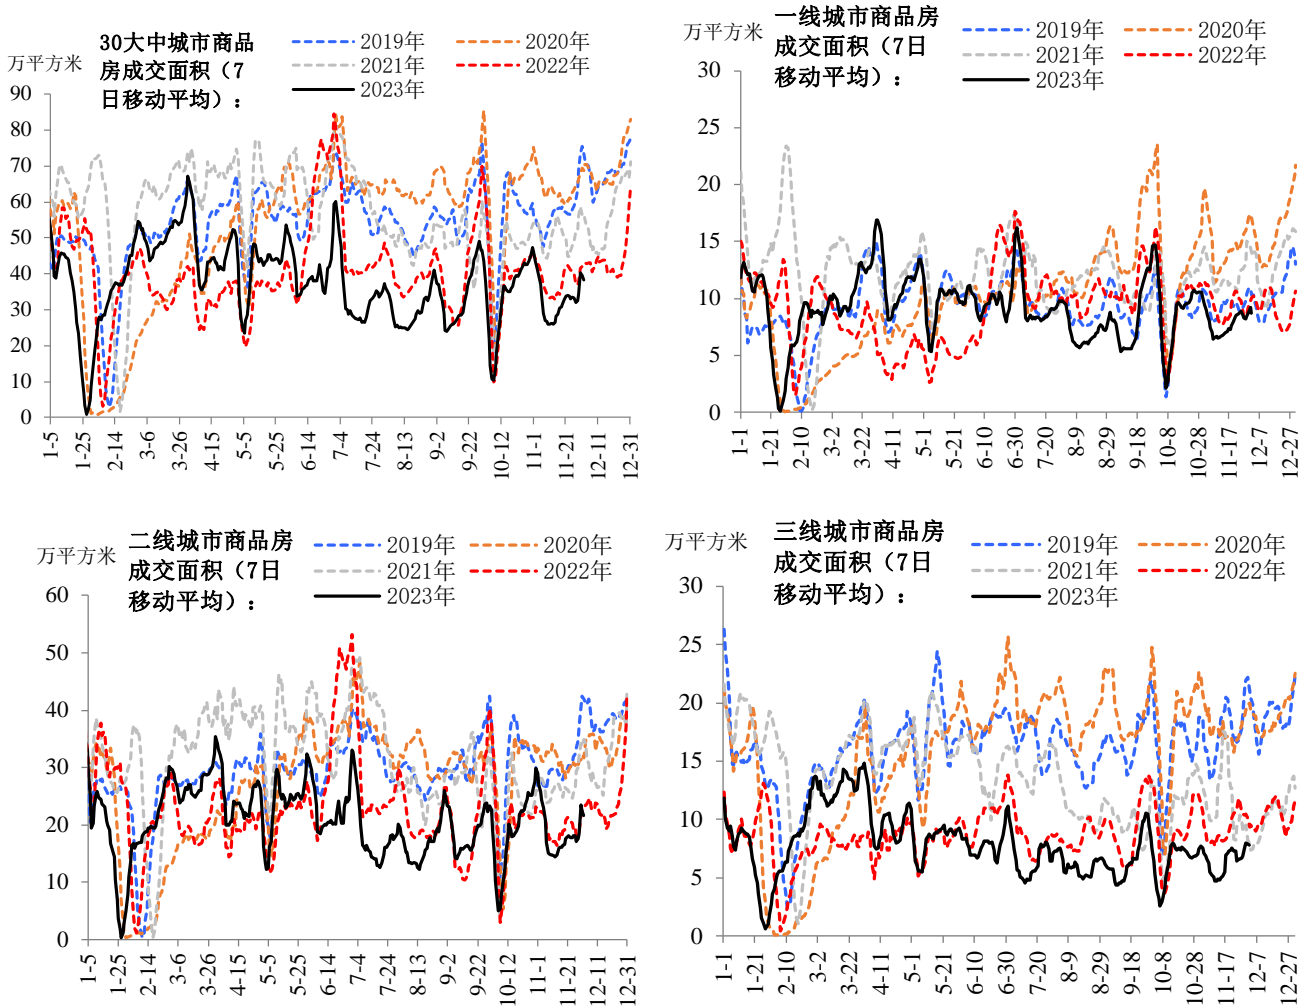 30大中城市商品
房成交面积（7
日移动平均）：
万平方米
2019年
2020年
2021年
2022年
2023年
90
80
70
60
50
40
30
20
10
0
1-5
1-25
2-14
3-6
3-26
4-15
5-5
5-25
6-14
7-4
7-24
8-13
9-2
9-22
10-12
11-1
11-21
12-11
12-31
一线城市商品房
成交面积（7日
移动平均）：
万平方米
2019年
2020年
2021年
2022年
2023年
30
25
20
15
10
5
0
1-1
1-21
2-10
3-2
3-22
4-11
5-1
5-21
6-10
6-30
7-20
8-9
8-29
9-18
10-8
10-28
11-17
12-7
12-27
二线城市商品房
成交面积（7日
移动平均）：
万平方米
2019年
2020年
2021年
2022年
2023年
60
50
40
30
20
10
0
1-5
1-25
2-14
3-6
3-26
4-15
5-5
5-25
6-14
7-4
7-24
8-13
9-2
9-22
10-12
11-1
11-21
12-11
12-31
三线城市商品房
成交面积（7日
移动平均）：
万平方米
2019年
2020年
2021年
2022年
2023年
30
25
20
15
10
5
0
1-1
1-21
2-10
3-2
3-22
4-11
5-1
5-21
6-10
6-30
7-20
8-9
8-29
9-18
10-8
10-28
11-17
12-7
12-27